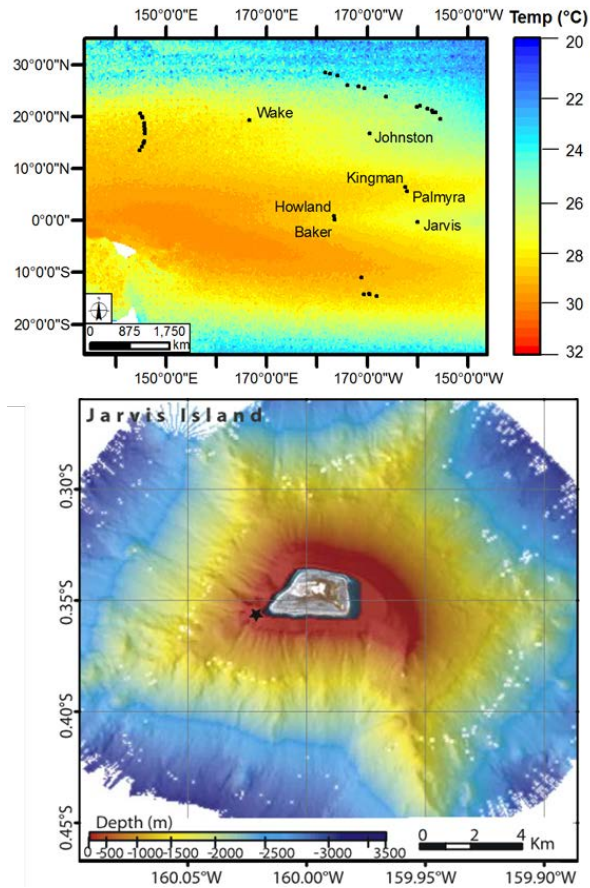 150°0'0"E 170°0'0"W 150°0'0"W Temp (°C)
30°0'0"N
20°0'0"N
10°0'0"N
0°0'0"
10°0'0"S
20°0'0"S
Wake
Johnston
Kingman
Palmyra
Howland
Baker
Jarvis
0 875 1,750
km
150°0'0"E 170°0'0"E 170°0'0"W 150°0'0"W
20
22
24
26
28
30
32
Jarvis Island
0.30°S
0.35°S
0.40°S
0.45°S
Depth (m)
0 -500 -1000 -1500 -2000 -2500 -3000 3500
0 2 4
Km
160.05°W 160.00°W 159.95°W 159.90°W